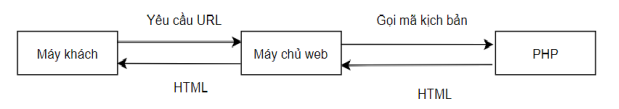 Yêu cầu URL
Gọi mã kịch bản
Máy khách
Máy chủ web
PHP
HTML
HTML